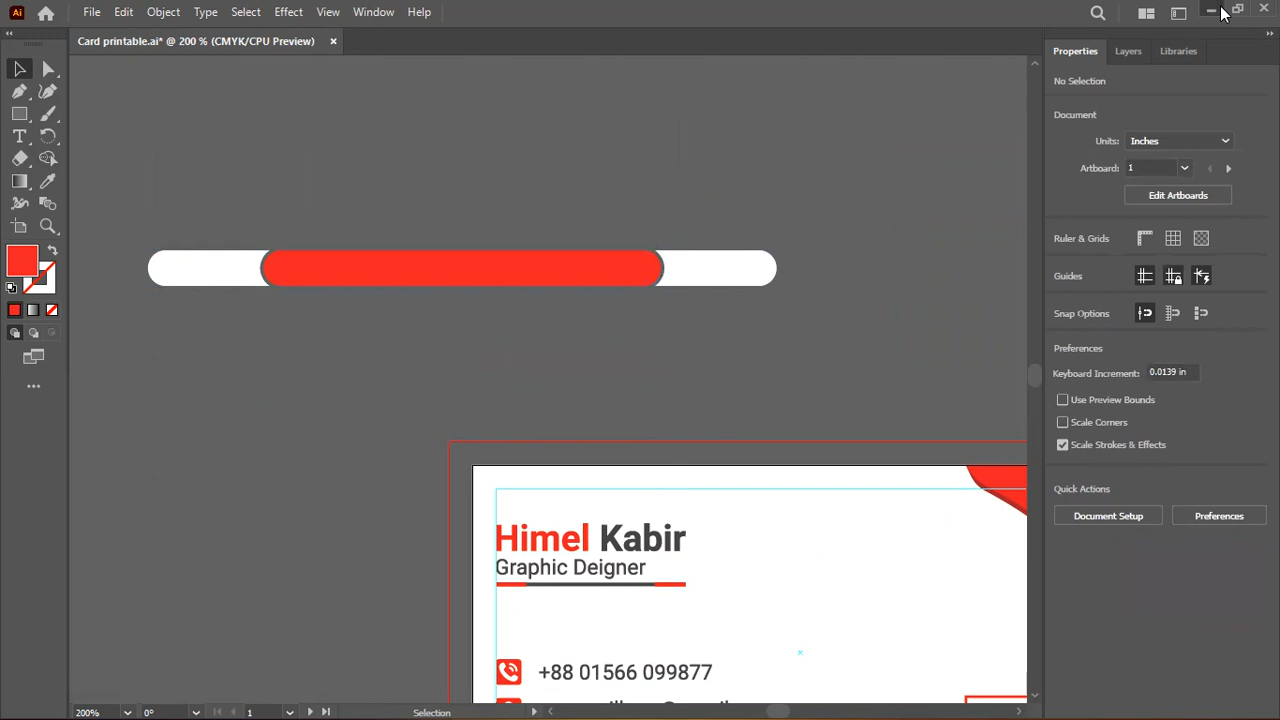 Ai File Edit Object Type Select Effect View Window Help
Card printable.ai* @ 200 % (CMYK/CPU Preview) ×
Properties Layers Libraries
No Selection
Document
Units: Inches
Artboard: 1
Edit Artboards
Ruler & Grids
Guides
Snap Options
Preferences
Keyboard Increment: 0.0139 in
Use Preview Bounds
Scale Corners
Scale Strokes & Effects
Quick Actions
Document Setup Preferences
Himel Kabir
Graphic Deigner
+88 01566 099877
200% 0° 1 Selection